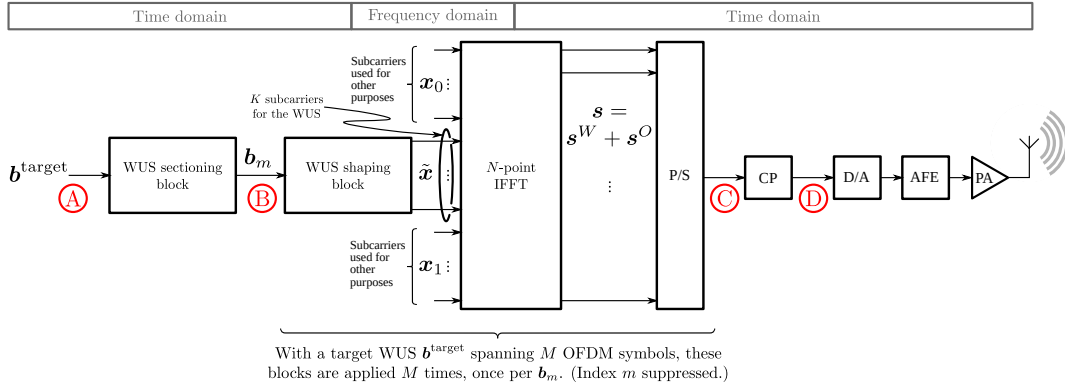 Time domain
Frequency domain
Time domain
Subcarriers
used for
other
purposes
x₀ ⋮
K subcarriers
for the WUS
b^target
A
WUS sectioning
block
b_m
B
WUS shaping
block
x̃ ⋮
N-point
IFFT
s =
s^W + s^O
⋮
P/S
C
CP
D
D/A
AFE
PA
Subcarriers
used for
other
purposes
x₁ ⋮
With a target WUS b^target spanning M OFDM symbols, these
blocks are applied M times, once per b_m. (Index m suppressed.)